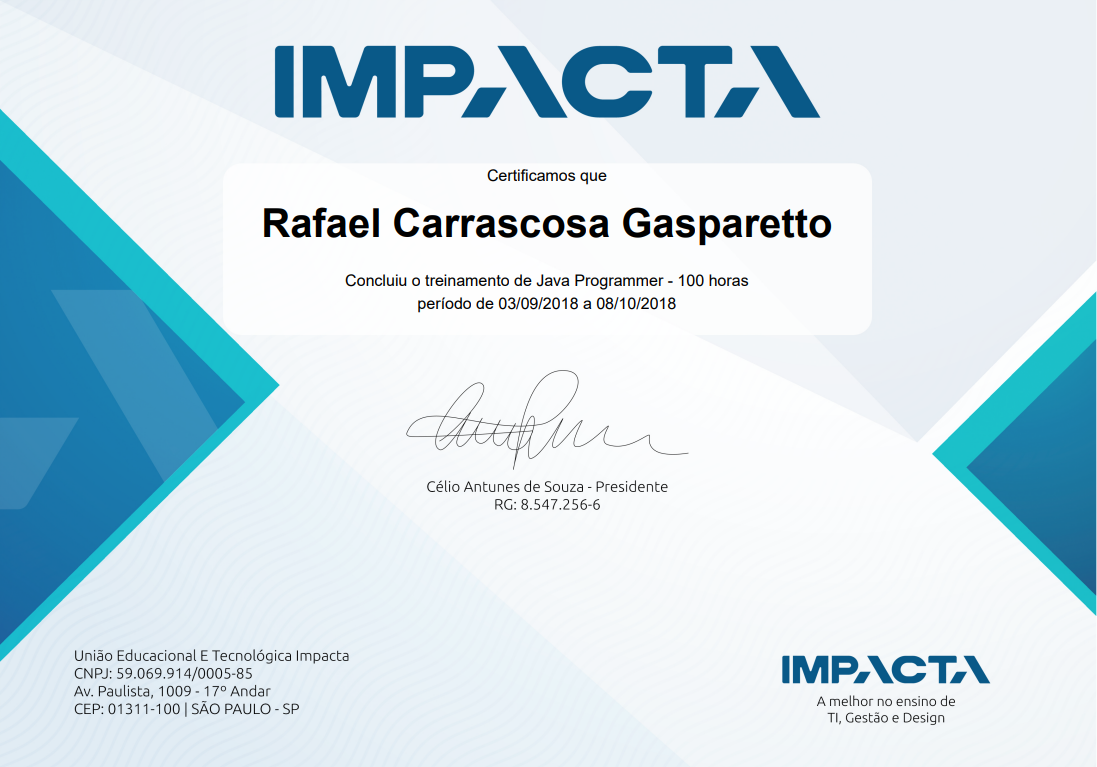 IMPACTA
Certificamos que
Rafael Carrascosa Gasparetto
Concluiu o treinamento de Java Programmer - 100 horas
período de 03/09/2018 a 08/10/2018
Célio Antunes de Souza - Presidente
RG: 8.547.256-6
União Educacional E Tecnológica Impacta
CNPJ: 59.069.914/0005-85
Av. Paulista, 1009 - 17º Andar
CEP: 01311-100 | SÃO PAULO - SP
IMPACTA
A melhor no ensino de
TI, Gestão e Design